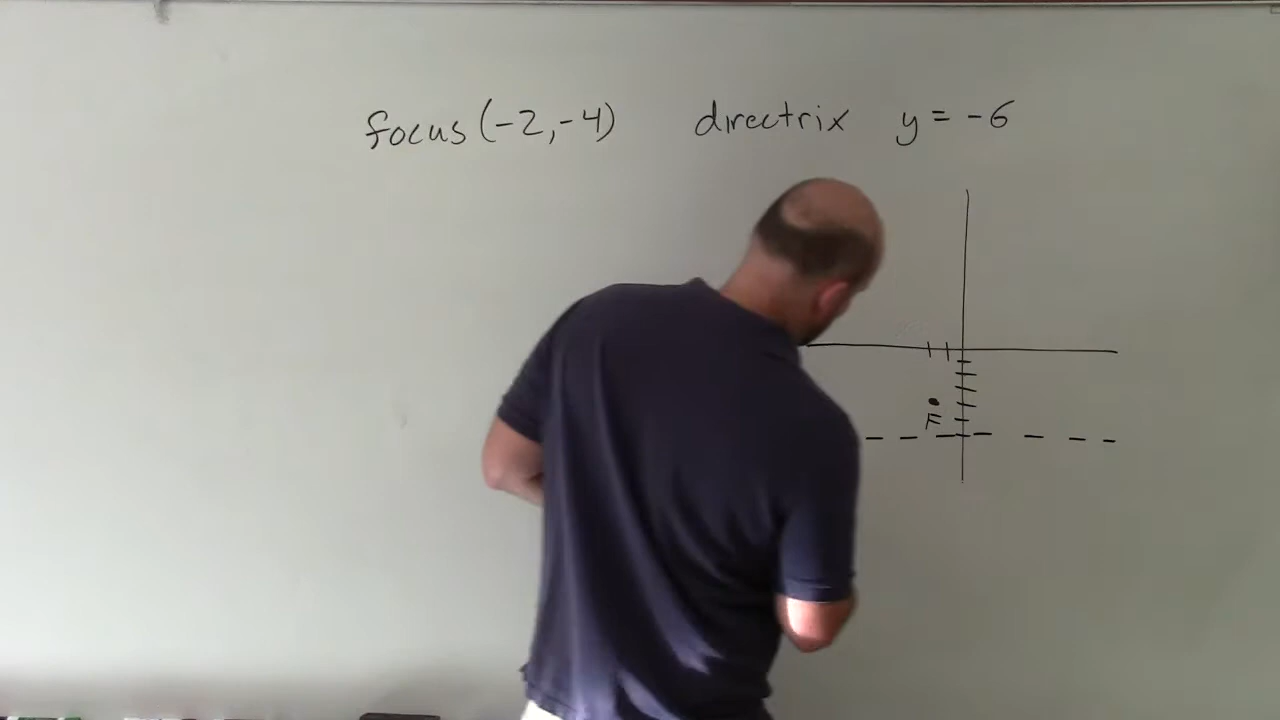 focus (-2,-4) directrix y = -6
F